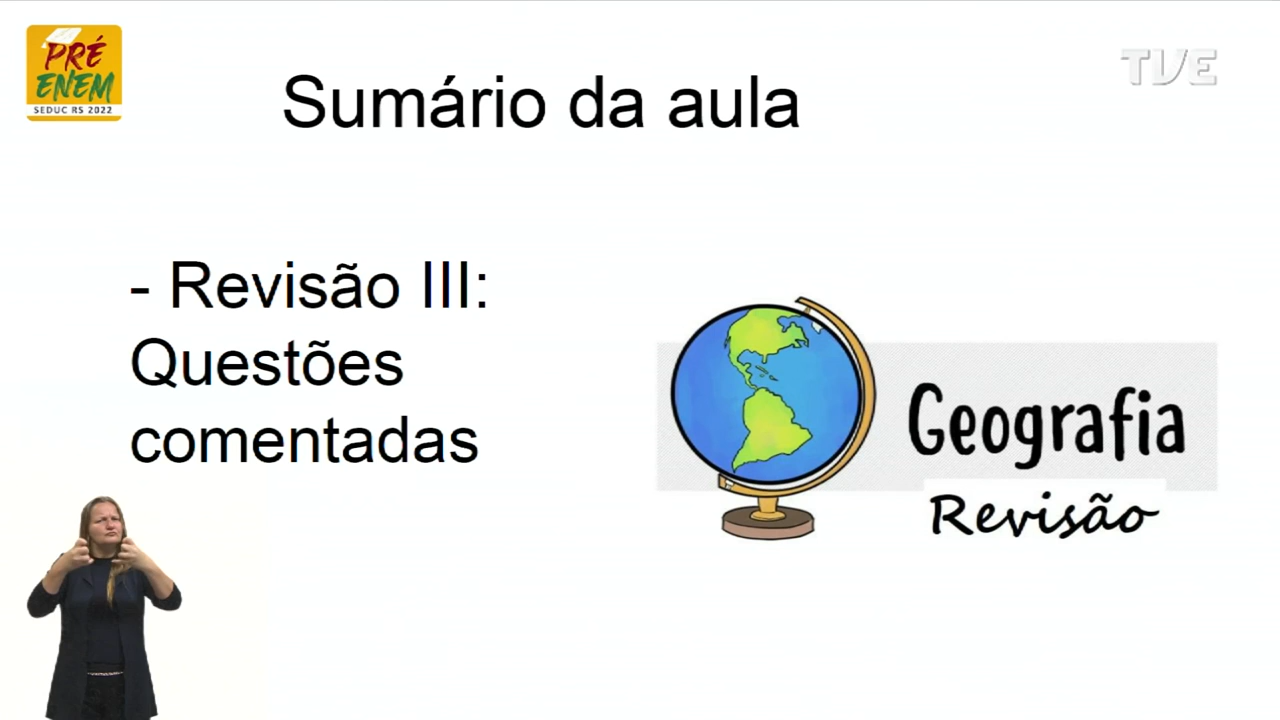 PRÉ
ENEM
SEDUC RS 2022
TVE
Sumário da aula
- Revisão III:
Questões
comentadas
Geografia
Revisão